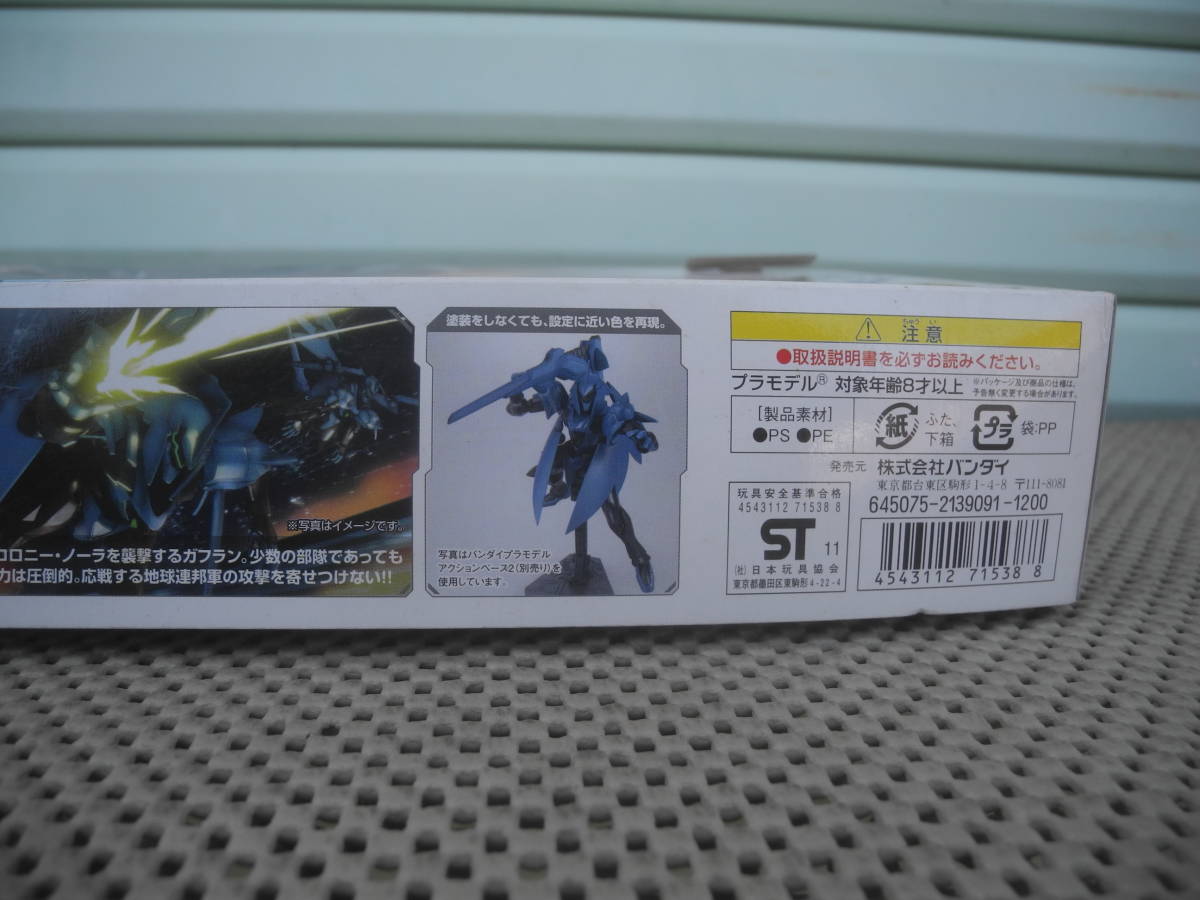 ※写真はイメージです。
コロニー・ノーラを襲撃するガフラン。少数の部隊であっても
力は圧倒的。応戦する地球連邦軍の攻撃を寄せつけない!!
塗装をしなくても、設定に近い色を再現。
写真はバンダイプラモデル
アクションベース2(別売り)を
使用しています。
⚠ 注意
ちゅうい
●取扱説明書を必ずお読みください。
プラモデル® 対象年齢8才以上
※パッケージ及び商品の仕様は、
予告無く変更する場合があります。
[製品素材]
●PS ●PE
紙 ふた、
下箱
プラ 袋:PP
発売元 株式会社バンダイ
東京都台東区駒形1-4-8 〒111-8081
645075-2139091-1200
玩具安全基準合格
4543112 71538 8
ST 11
(社)日本玩具協会
東京都墨田区東駒形4-22-4
4543112 71538 8